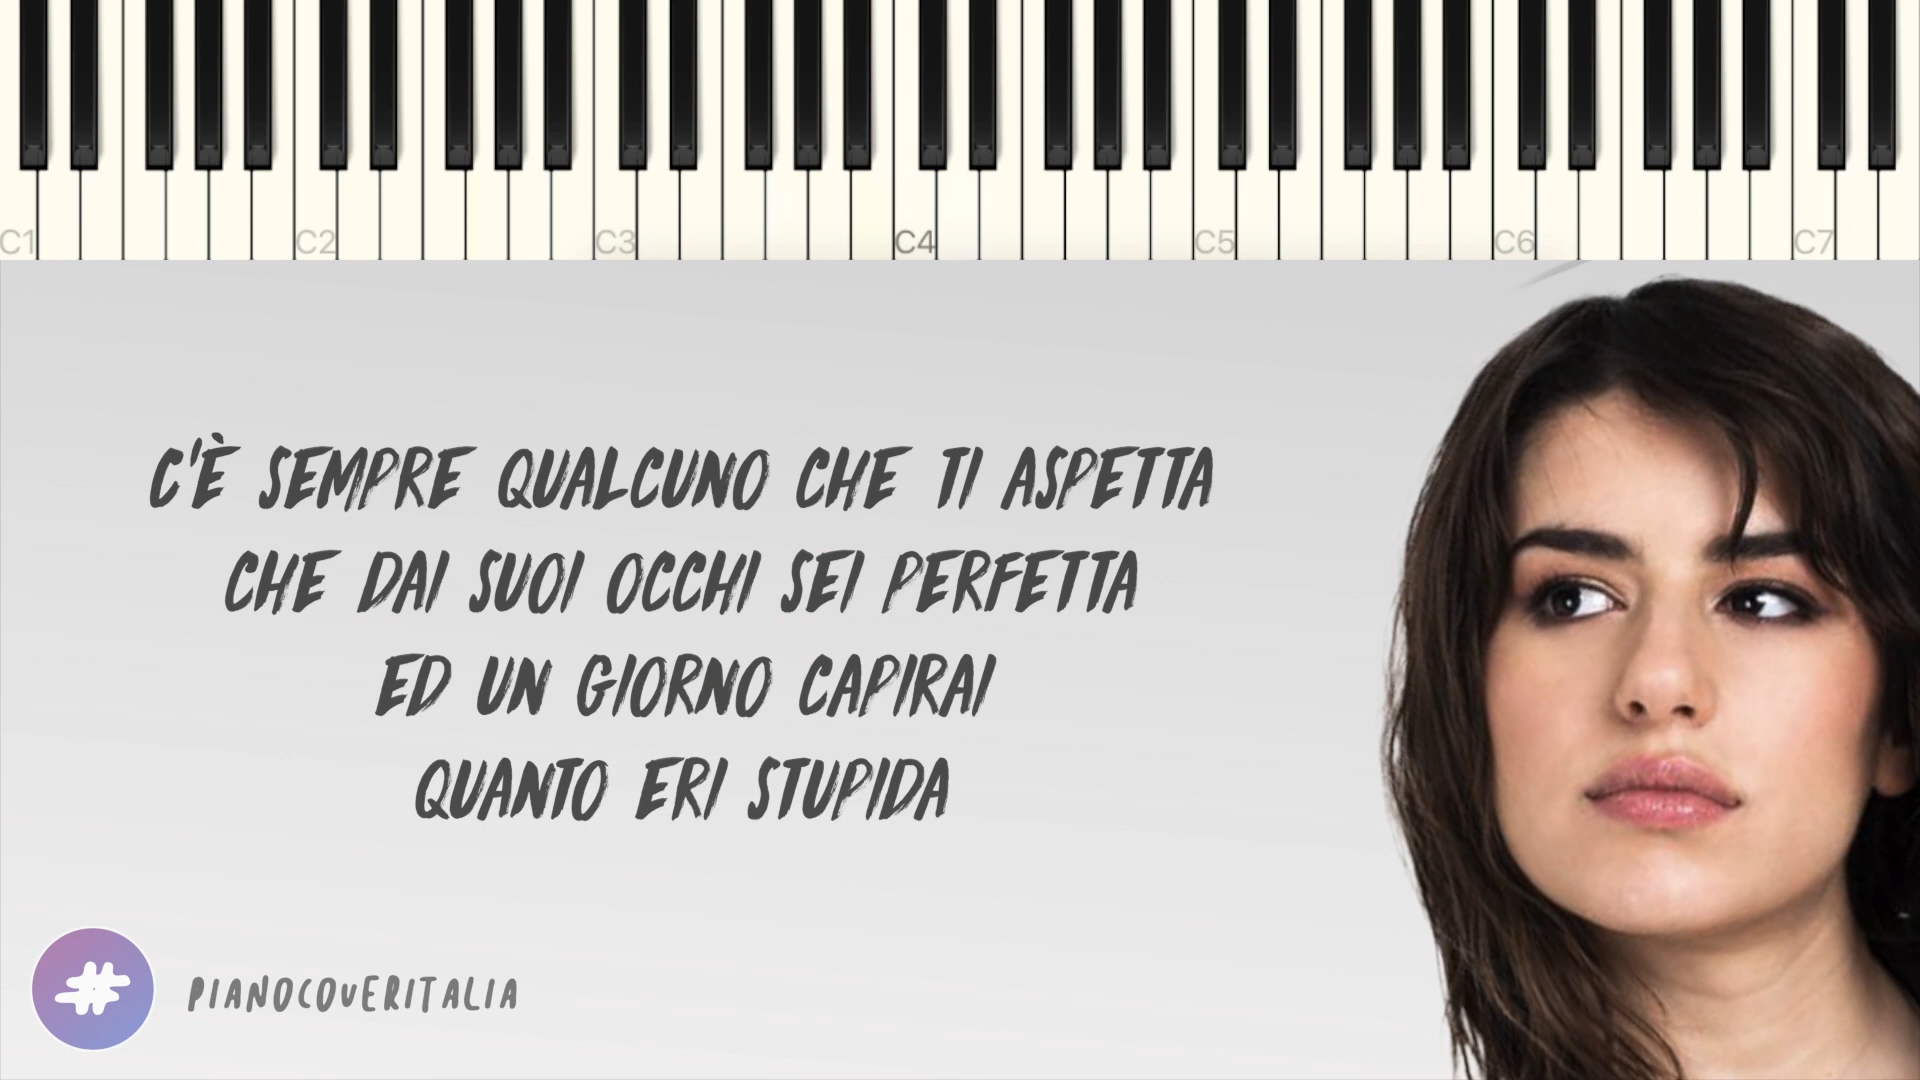 C1 C2 C3 C4 C5 C6 C7
C'È SEMPRE QUALCUNO CHE TI ASPETTA
CHE DAI SUOI OCCHI SEI PERFETTA
ED UN GIORNO CAPIRAI
QUANTO ERI STUPIDA
# PIANOCOVERITALIA